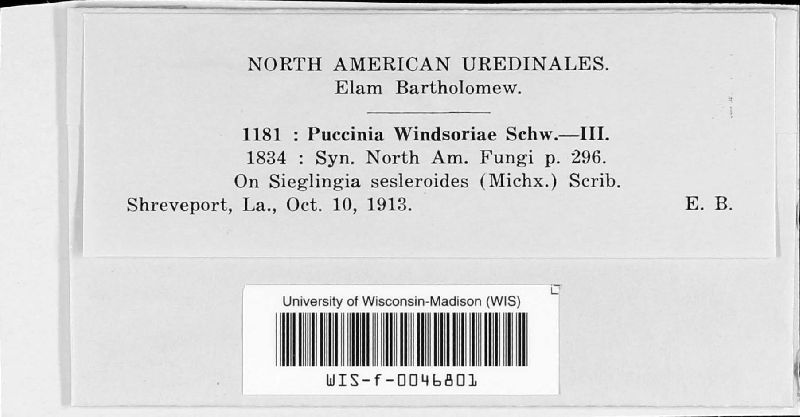 NORTH AMERICAN UREDINALES.
Elam Bartholomew.
1181 : Puccinia Windsoriae Schw.—III.
1834 : Syn. North Am. Fungi p. 296.
On Sieglingia sesleroides (Michx.) Scrib.
Shreveport, La., Oct. 10, 1913. E. B.
University of Wisconsin-Madison (WIS)
WIS-f-0046801